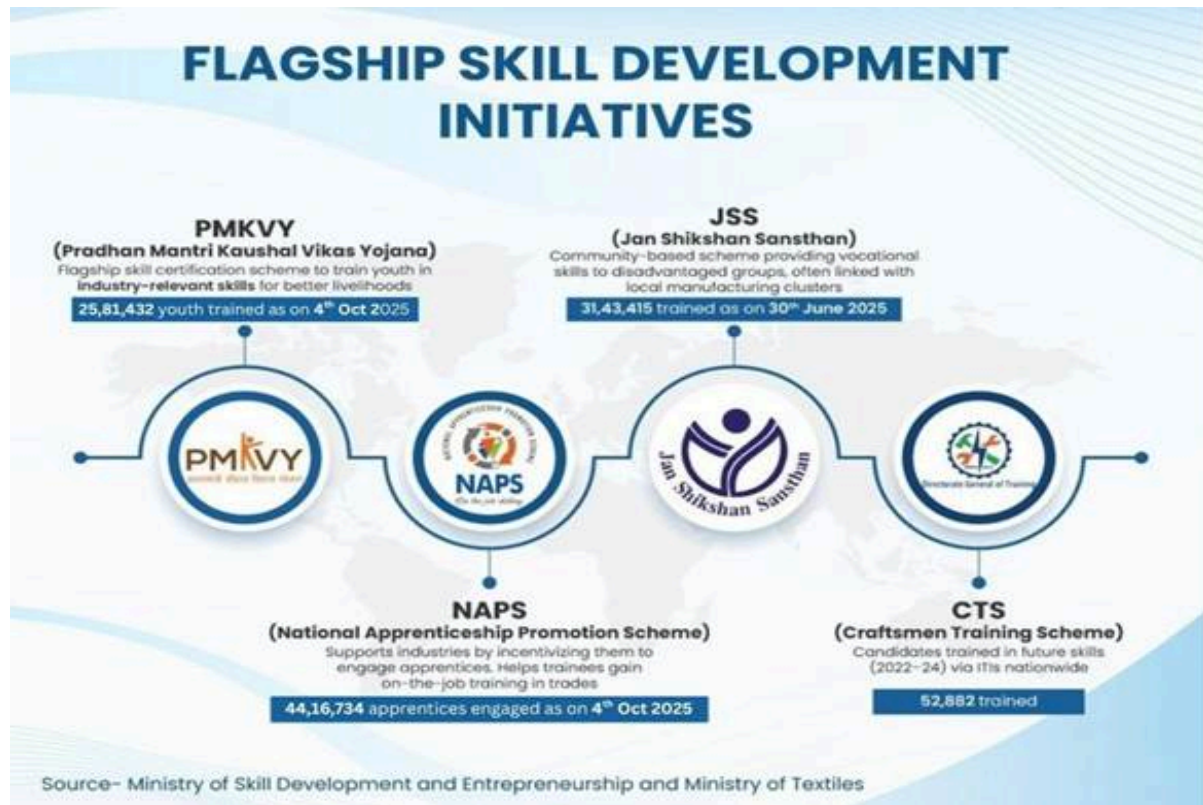 FLAGSHIP SKILL DEVELOPMENT
INITIATIVES
PMKVY
(Pradhan Mantri Kaushal Vikas Yojana)
Flagship skill certification scheme to train youth in
industry-relevant skills for better livelihoods
25,81,432 youth trained as on 4th Oct 2025
JSS
(Jan Shikshan Sansthan)
Community-based scheme providing vocational
skills to disadvantaged groups, often linked with
local manufacturing clusters
31,43,415 trained as on 30th June 2025
PMKVY
NATIONAL APPRENTICESHIP PROMOTION SCHEME
NAPS
Jan Shikshan Sansthan
Directorate General of Training
NAPS
(National Apprenticeship Promotion Scheme)
Supports industries by incentivizing them to
engage apprentices. Helps trainees gain
on-the-job training in trades
44,16,734 apprentices engaged as on 4th Oct 2025
CTS
(Craftsmen Training Scheme)
Candidates trained in future skills
(2022-24) via ITIs nationwide
52,882 trained
Source- Ministry of Skill Development and Entrepreneurship and Ministry of Textiles